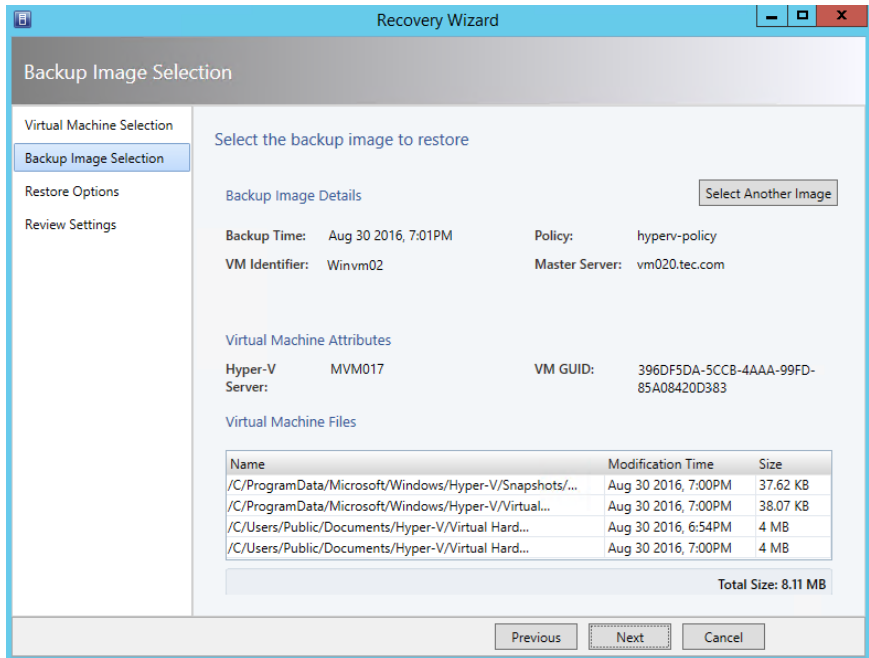 Recovery Wizard
Backup Image Selection
Virtual Machine Selection
Backup Image Selection
Restore Options
Review Settings
Select the backup image to restore
Backup Image Details
Select Another Image
Backup Time: Aug 30 2016, 7:01PM Policy: hyperv-policy
VM Identifier: Winvm02 Master Server: vm020.tec.com
Virtual Machine Attributes
Hyper-V MVM017 VM GUID: 396DF5DA-5CCB-4AAA-99FD-
Server: 85A08420D383
Virtual Machine Files
Name Modification Time Size
/C/ProgramData/Microsoft/Windows/Hyper-V/Snapshots/... Aug 30 2016, 7:00PM 37.62 KB
/C/ProgramData/Microsoft/Windows/Hyper-V/Virtual... Aug 30 2016, 7:00PM 38.07 KB
/C/Users/Public/Documents/Hyper-V/Virtual Hard... Aug 30 2016, 6:54PM 4 MB
/C/Users/Public/Documents/Hyper-V/Virtual Hard... Aug 30 2016, 7:00PM 4 MB
Total Size: 8.11 MB
Previous Next Cancel